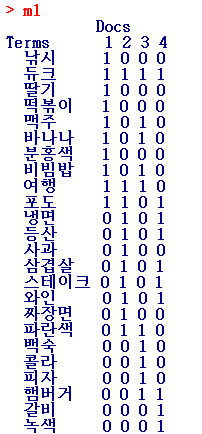 > m1
Docs
Terms 1 2 3 4
낚시 1 0 0 0
듀크 1 1 1 1
딸기 1 0 0 0
떡볶이 1 0 0 0
맥주 1 0 1 0
바나나 1 0 1 0
분홍색 1 0 0 0
비빔밥 1 0 1 0
여행 1 1 1 0
포도 1 1 0 1
냉면 0 1 0 1
등산 0 1 0 1
사과 0 1 0 0
삼겹살 0 1 0 1
스테이크 0 1 0 1
와인 0 1 0 1
짜장면 0 1 0 0
파란색 0 1 1 0
백숙 0 0 1 0
콜라 0 0 1 0
피자 0 0 1 0
햄버거 0 0 1 1
갈비 0 0 0 1
녹색 0 0 0 1